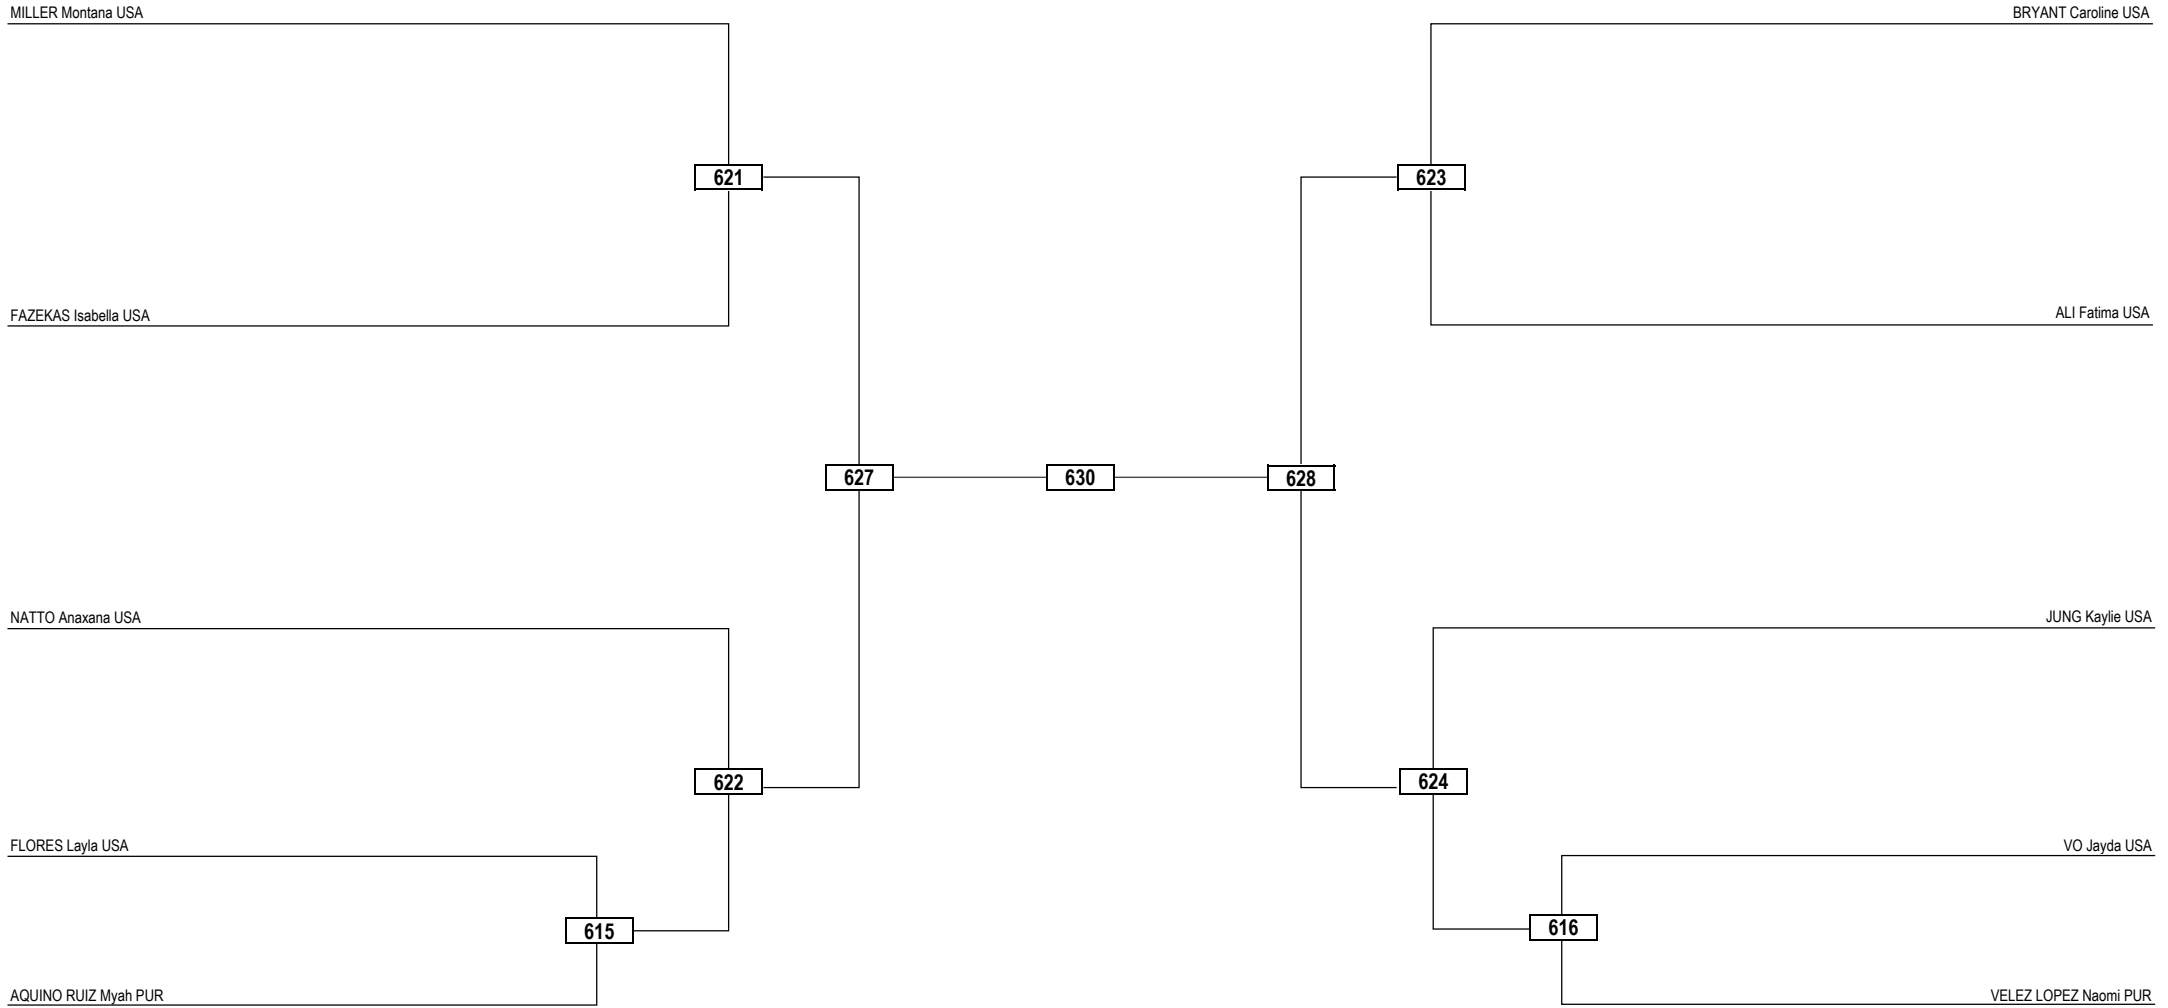 MILLER Montana USA
BRYANT Caroline USA
621
623
FAZEKAS Isabella USA
ALI Fatima USA
627
630
628
NATTO Anaxana USA
JUNG Kaylie USA
622
624
FLORES Layla USA
VO Jayda USA
615
616
AQUINO RUIZ Myah PUR
VELEZ LOPEZ Naomi PUR